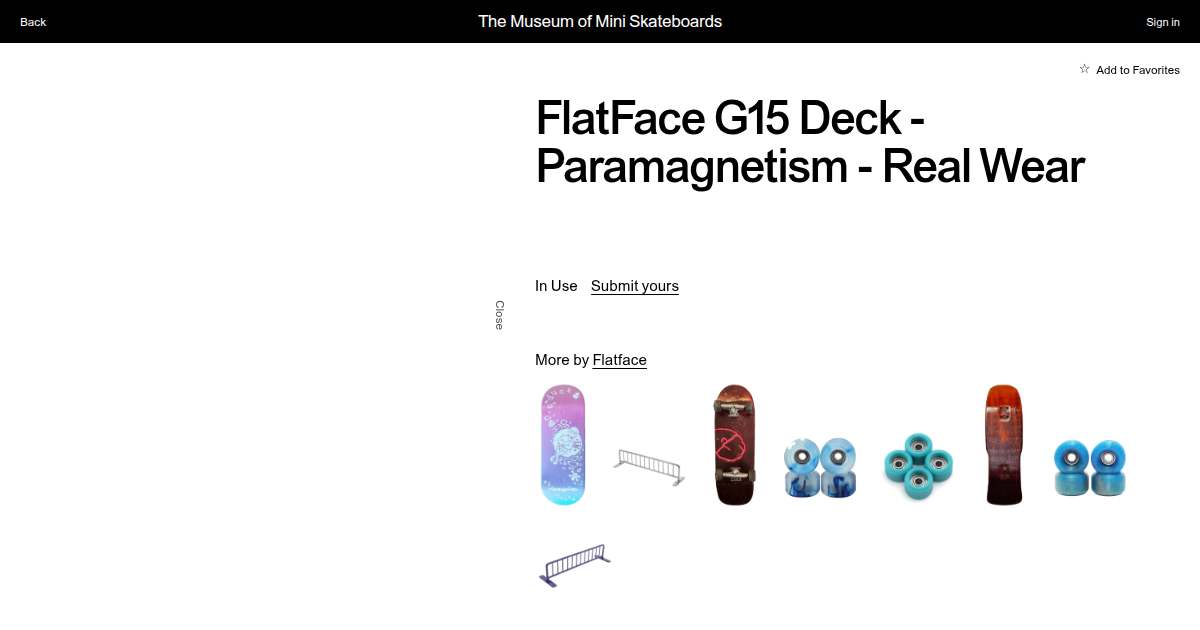 Back
The Museum of Mini Skateboards
Sign in
☆ Add to Favorites
FlatFace G15 Deck -
Paramagnetism - Real Wear
In Use Submit yours
Close
More by Flatface